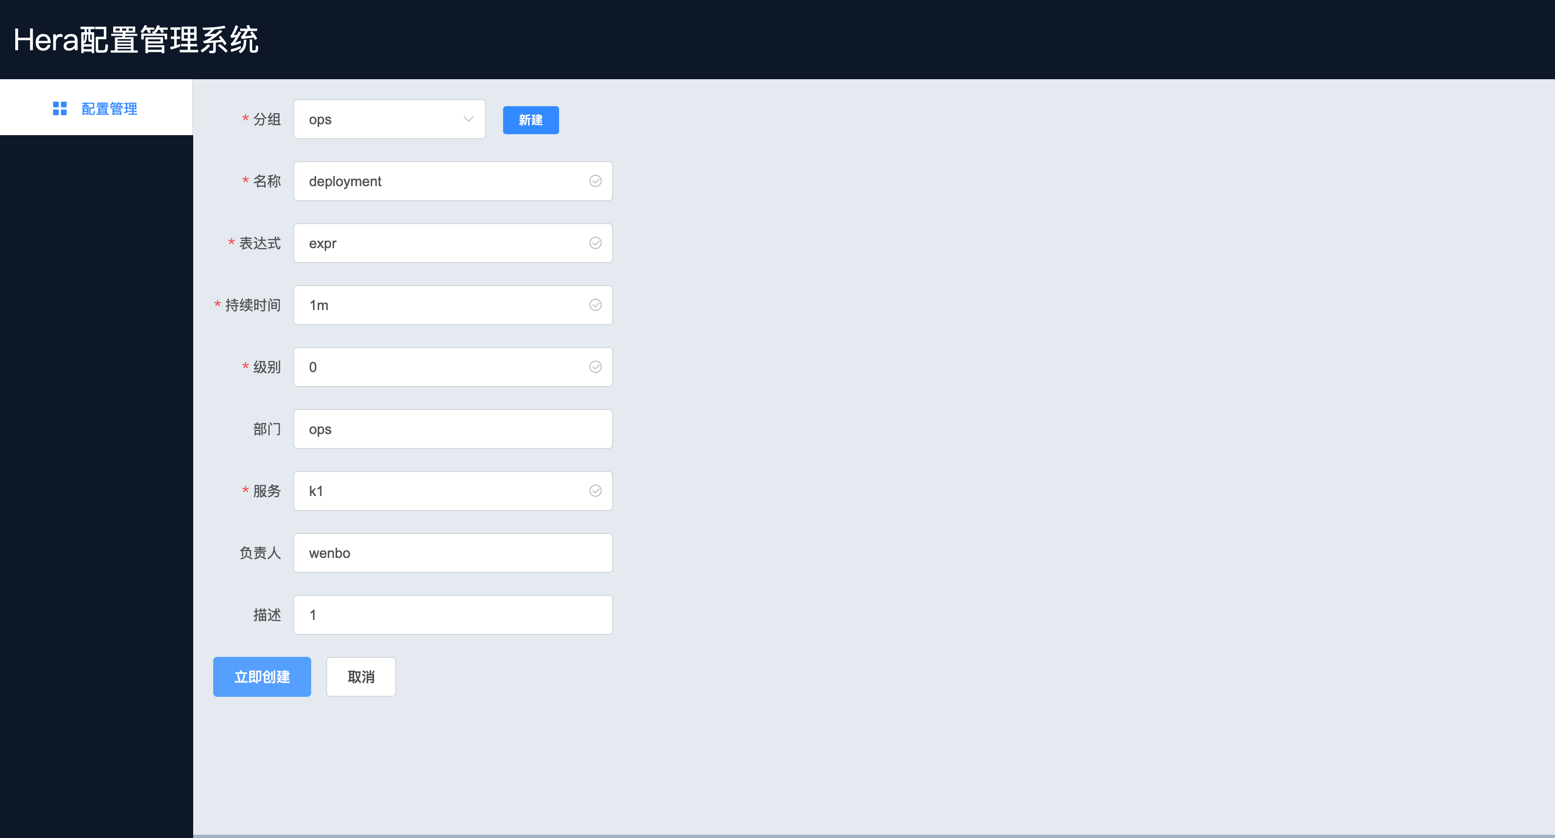 Hera配置管理系统
配置管理
* 分组 ops 新建
* 名称 deployment
* 表达式 expr
* 持续时间 1m
* 级别 0
部门 ops
* 服务 k1
负责人 wenbo
描述 1
立即创建 取消